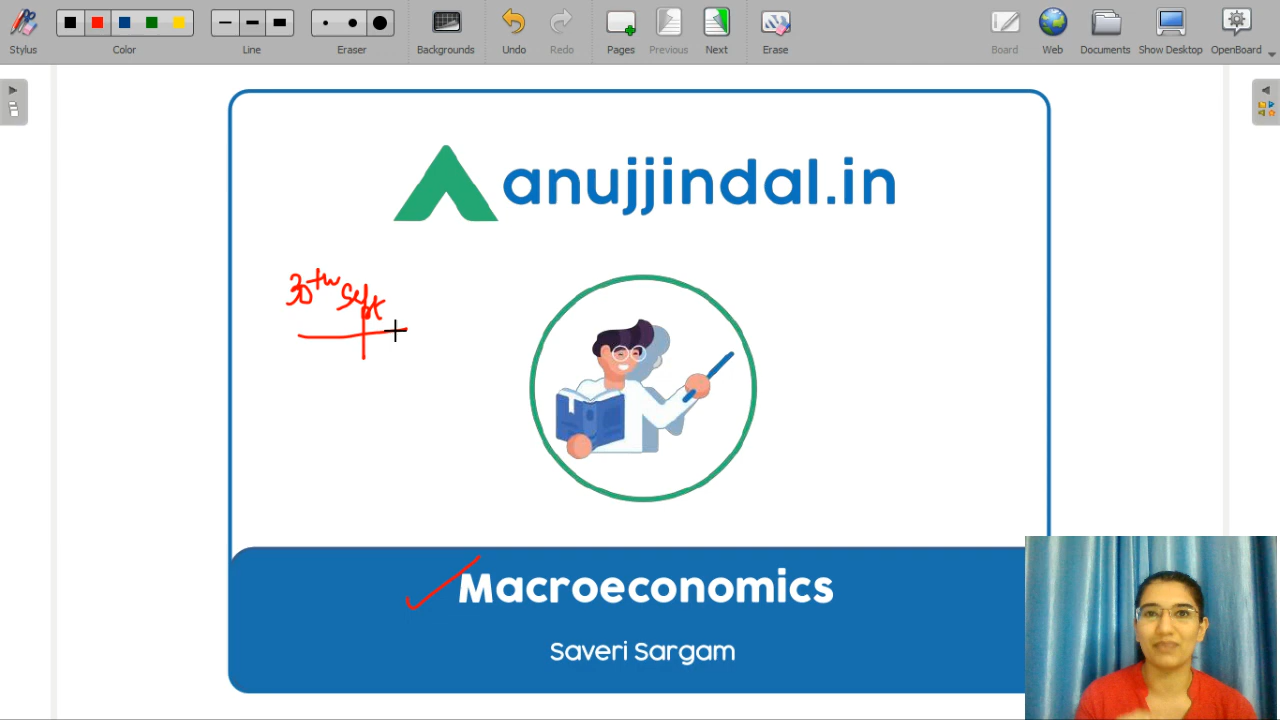 Stylus
Color
Line
Eraser
Backgrounds
Undo
Redo
Pages
Previous
Next
Erase
Board
Web
Documents
Show Desktop
OpenBoard
anujjindal.in
30th Sept
Macroeconomics
Saveri Sargam